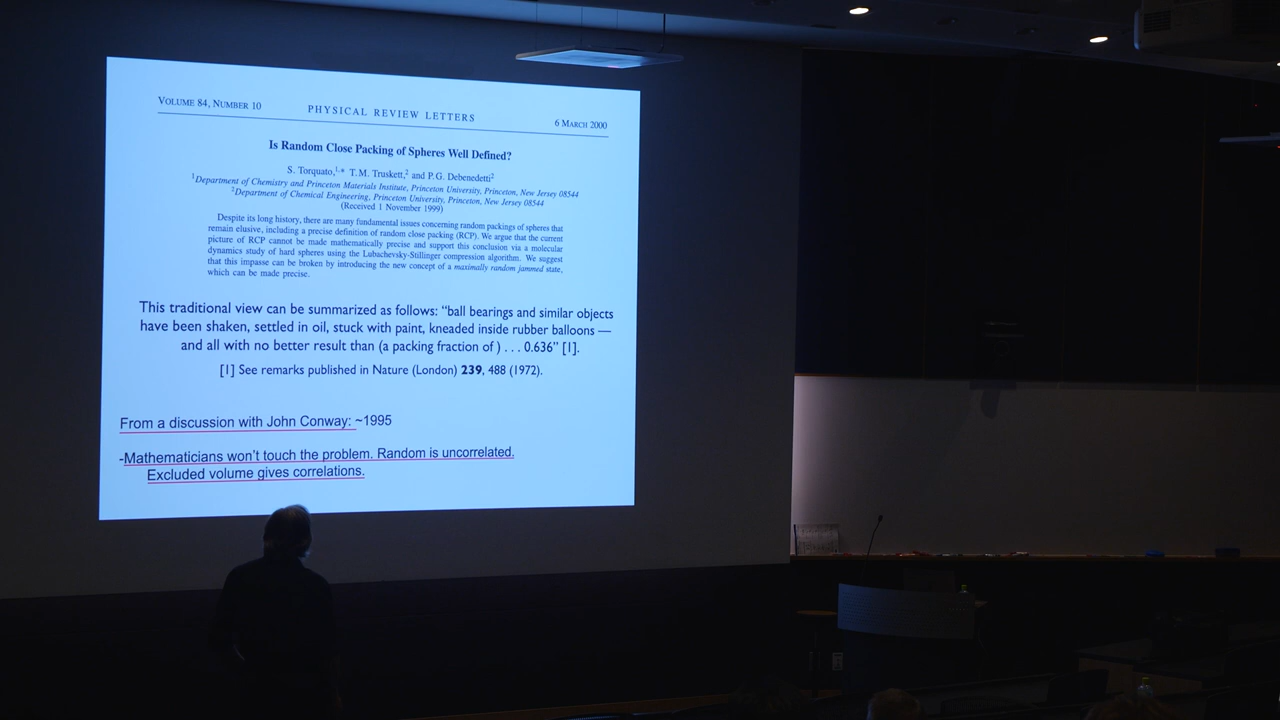 VOLUME 84, NUMBER 10 PHYSICAL REVIEW LETTERS 6 MARCH 2000
Is Random Close Packing of Spheres Well Defined?
S. Torquato,¹,* T.M. Truskett,² and P.G. Debenedetti²
¹Department of Chemistry and Princeton Materials Institute, Princeton University, Princeton, New Jersey 08544
²Department of Chemical Engineering, Princeton University, Princeton, New Jersey 08544
(Received 1 November 1999)
Despite its long history, there are many fundamental issues concerning random packings of spheres that
remain elusive, including a precise definition of random close packing (RCP). We argue that the current
picture of RCP cannot be made mathematically precise and support this conclusion via a molecular
dynamics study of hard spheres using the Lubachevsky-Stillinger compression algorithm. We suggest
that this impasse can be broken by introducing the new concept of a maximally random jammed state,
which can be made precise.
This traditional view can be summarized as follows: “ball bearings and similar objects
have been shaken, settled in oil, stuck with paint, kneaded inside rubber balloons —
and all with no better result than (a packing fraction of ) . . . 0.636” [1].
[1] See remarks published in Nature (London) 239, 488 (1972).
From a discussion with John Conway: ~1995
-Mathematicians won't touch the problem. Random is uncorrelated.
Excluded volume gives correlations.